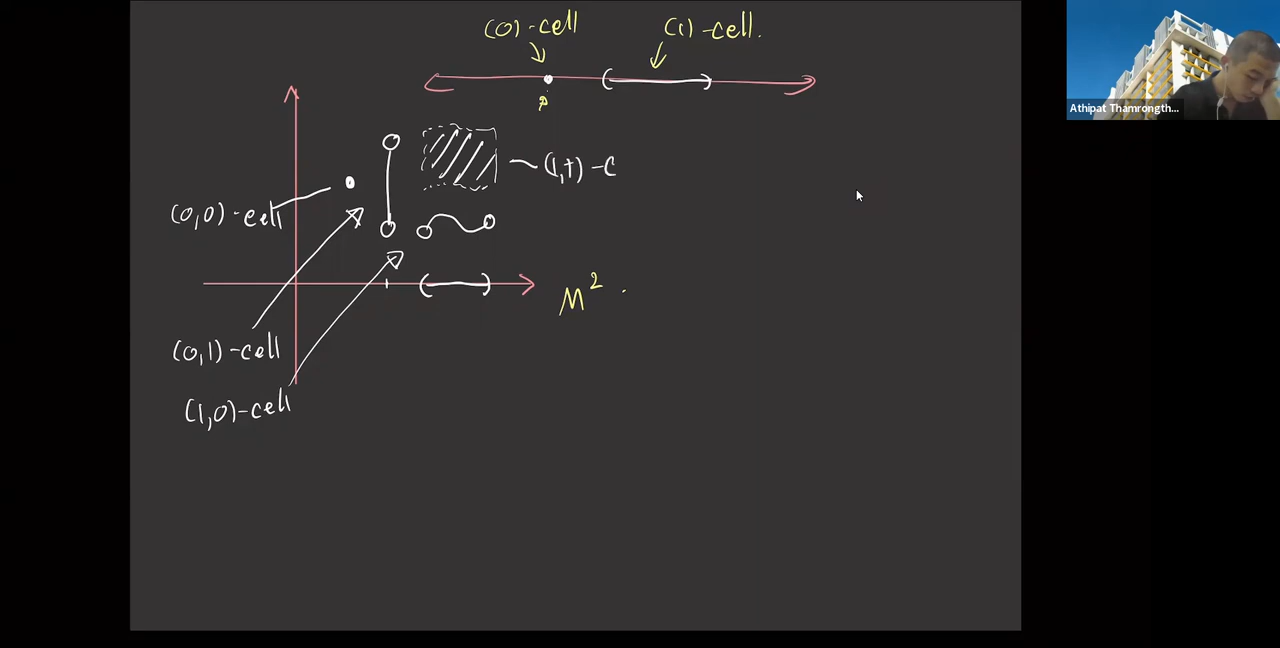 (0)-cell
(1)-cell.
P
(1,1)-C
(0,0)-cell
M² .
(0,1)-cell
(1,0)-cell
Athipat Thamrongth...